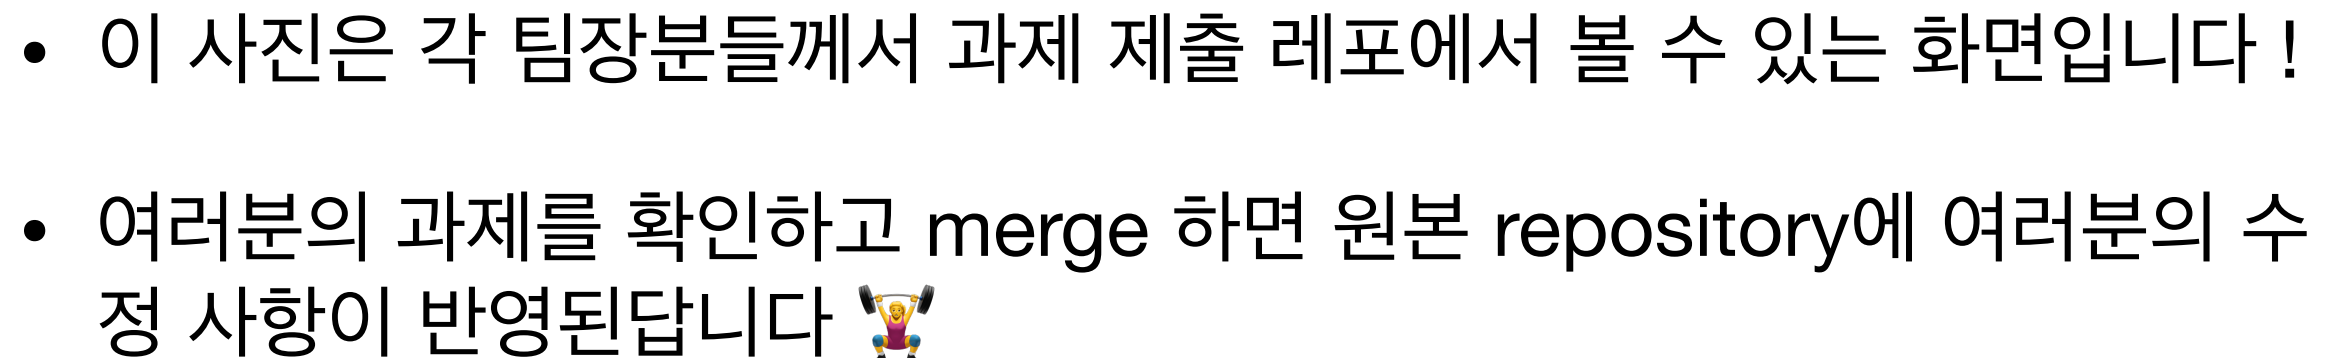 • 이 사진은 각 팀장분들께서 과제 제출 레포에서 볼 수 있는 화면입니다 !
• 여러분의 과제를 확인하고 merge 하면 원본 repository에 여러분의 수
정 사항이 반영된답니다 🏋️‍♀️